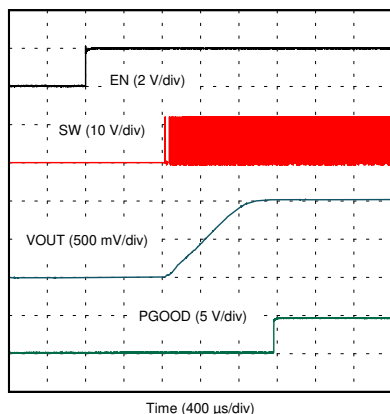 EN (2 V/div)
SW (10 V/div)
VOUT (500 mV/div)
PGOOD (5 V/div)
Time (400 μs/div)